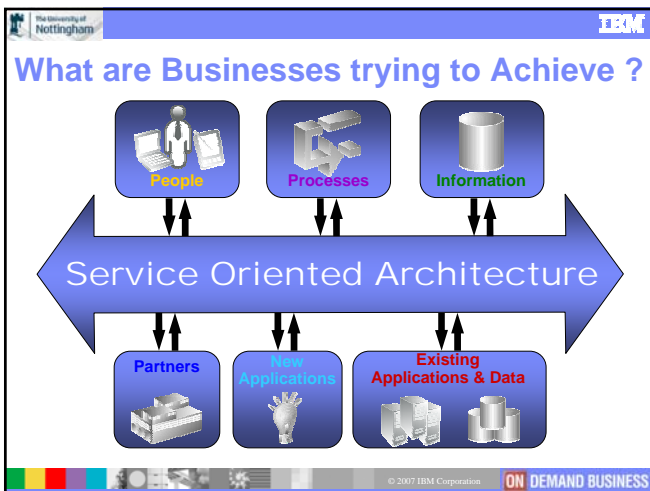 The University of
Nottingham
IBM
What are Businesses trying to Achieve ?
People
Processes
Information
Service Oriented Architecture
Partners
New
Applications
Existing
Applications & Data
© 2007 IBM Corporation
ON DEMAND BUSINESS